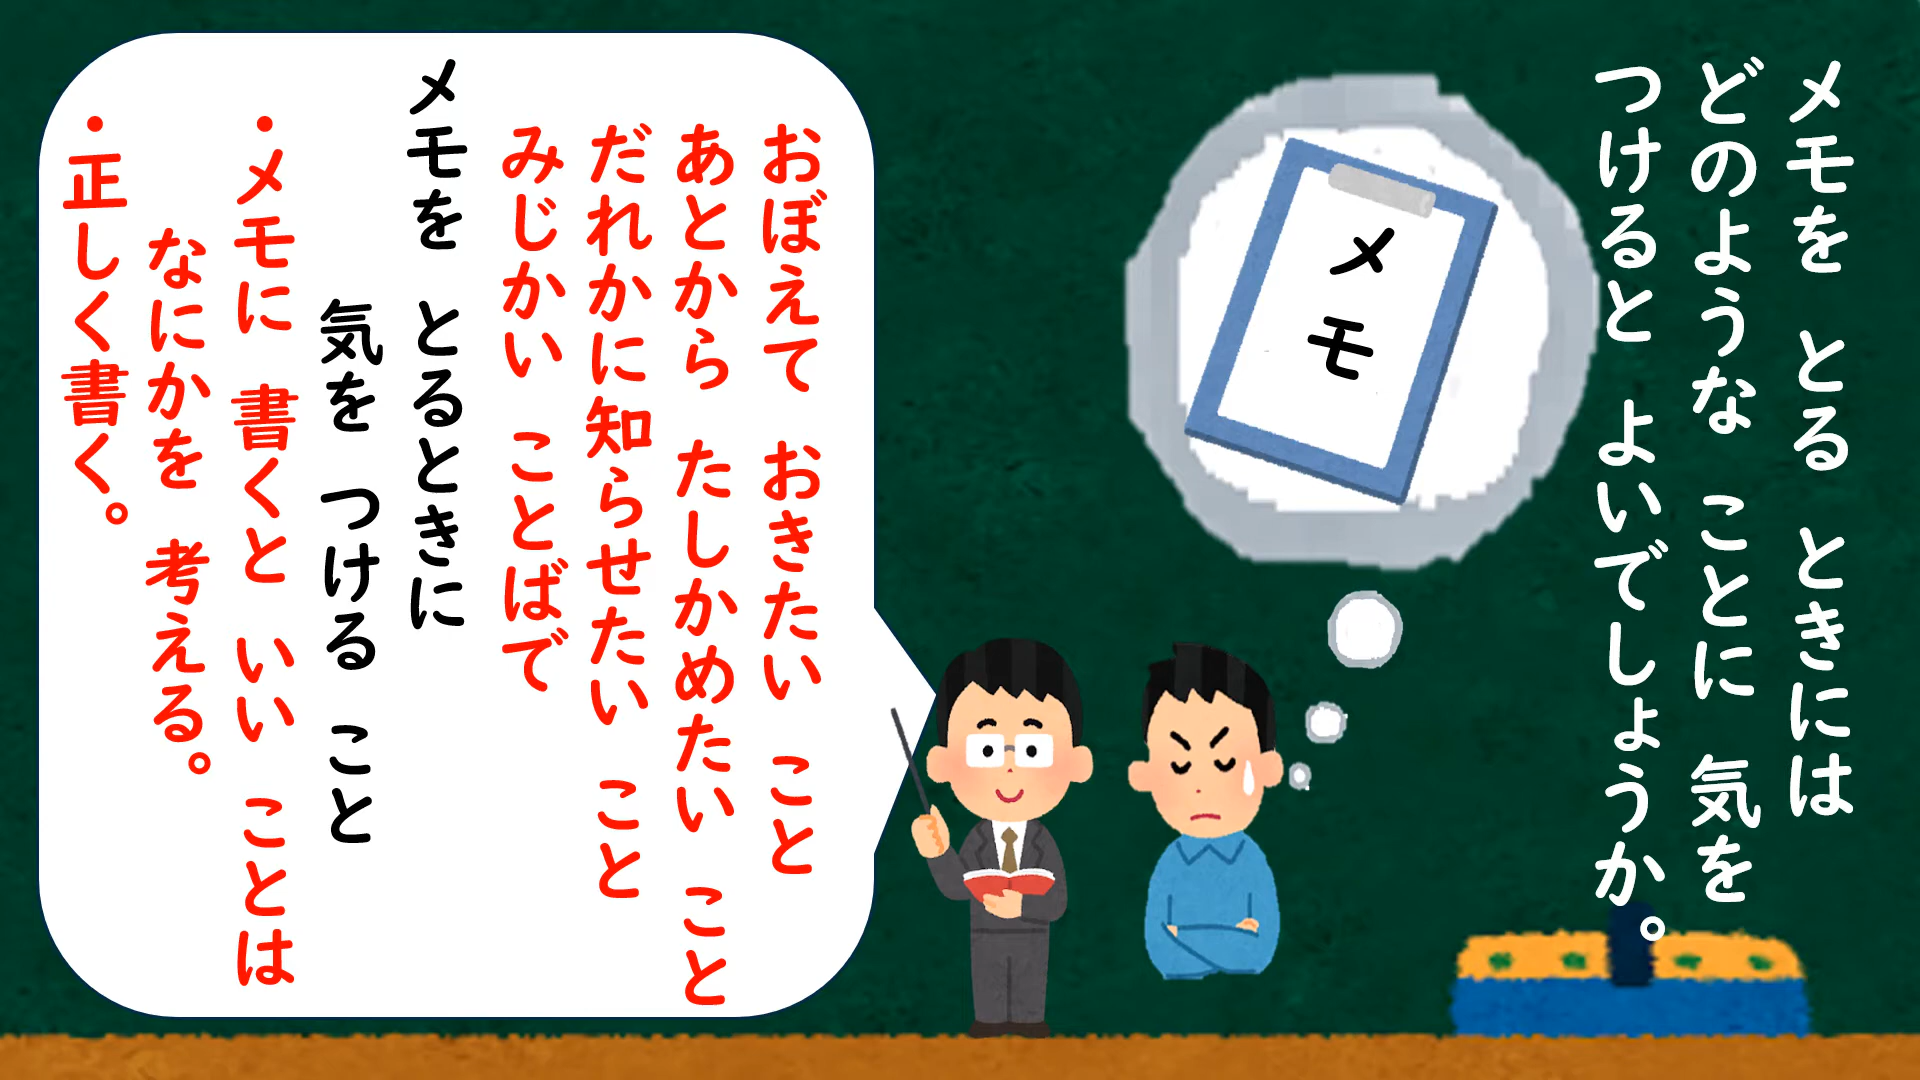 メモを とる ときには
どのような ことに 気を
つけると よいでしょうか。
メモ
おぼえて おきたい こと
あとから たしかめたい こと
だれかに知らせたい こと
みじかい ことばで
メモを とるときに
気を つける こと
・メモに 書くと いい ことは
なにかを 考える。
・正しく書く。